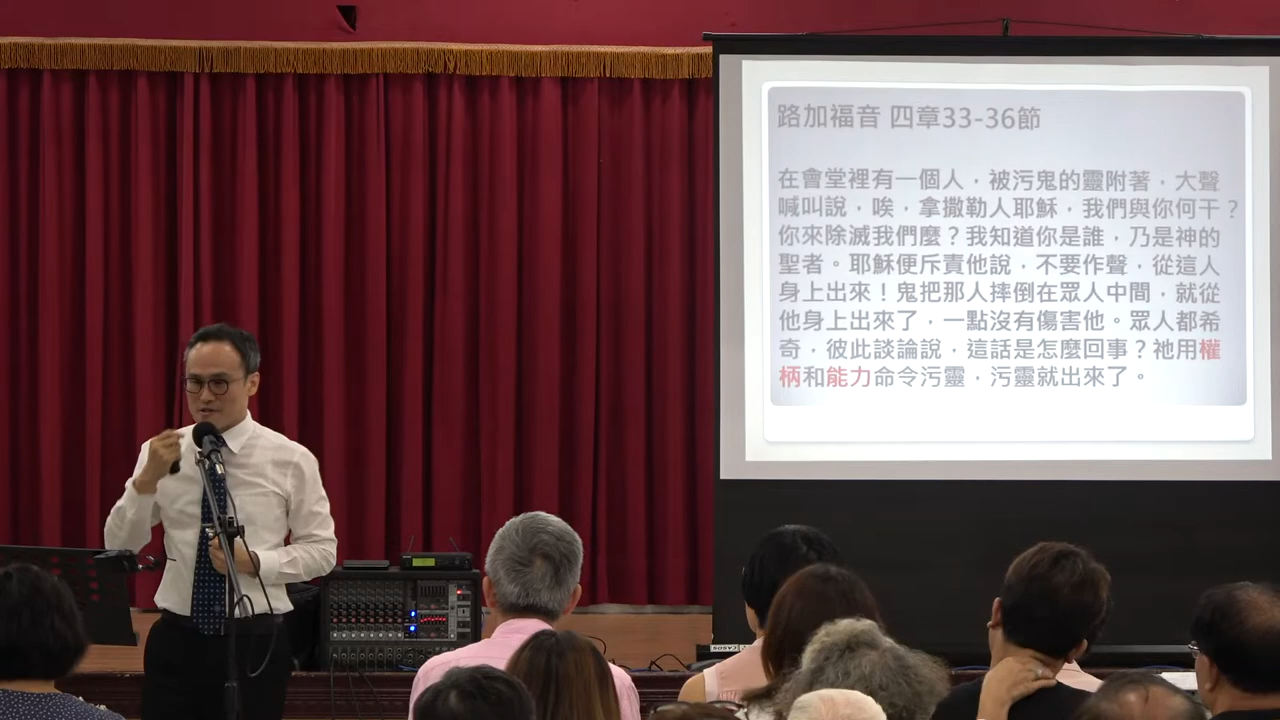 路加福音 四章33-36節
在會堂裡有一個人，被污鬼的靈附著，大聲
喊叫說，唉，拿撒勒人耶穌，我們與你何干？
你來除滅我們麼？我知道你是誰，乃是神的
聖者。耶穌便斥責他說，不要作聲，從這人
身上出來！鬼把那人摔倒在眾人中間，就從
他身上出來了，一點沒有傷害他。眾人都希
奇，彼此談論說，這話是怎麼回事？祂用權
柄和能力命令污靈，污靈就出來了。